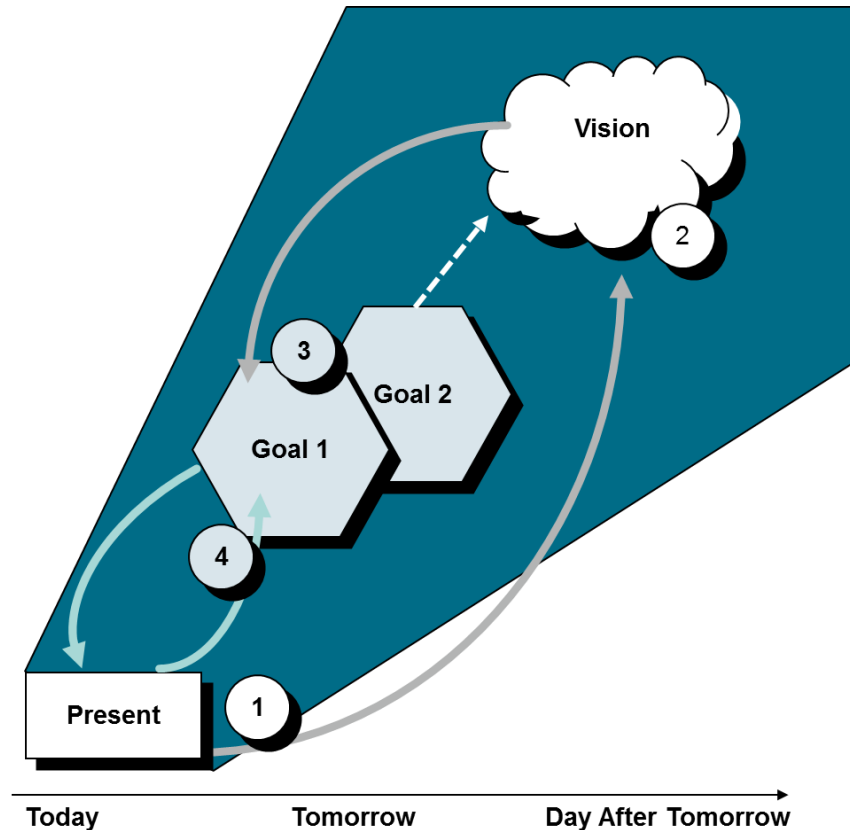 Vision
2
3
Goal 2
Goal 1
4
Present
1
Today Tomorrow Day After Tomorrow